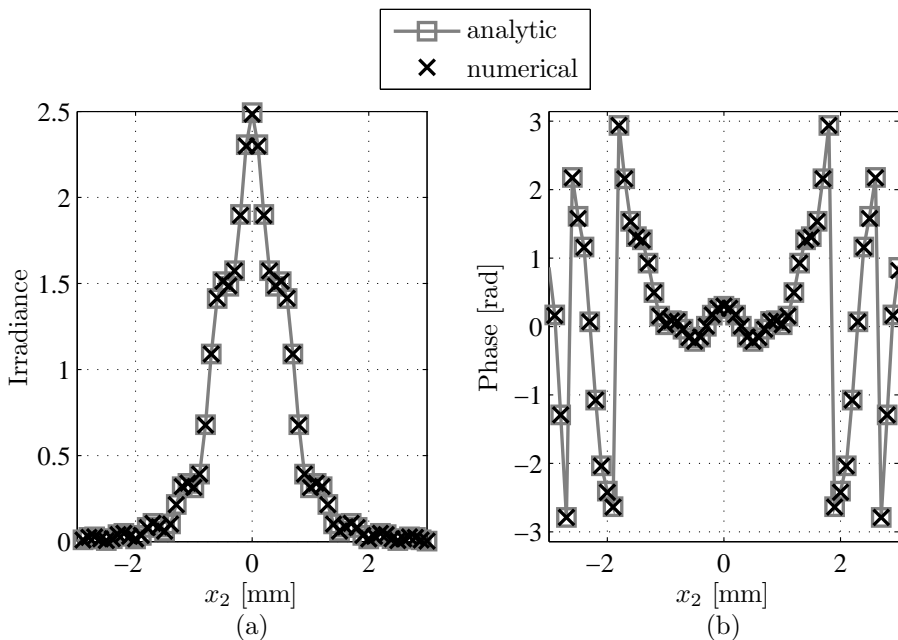 analytic
numerical
Irradiance
2.5
2
1.5
1
0.5
0
−2
0
2
x₂ [mm]
(a)
Phase [rad]
3
2
1
0
−1
−2
−3
−2
0
2
x₂ [mm]
(b)